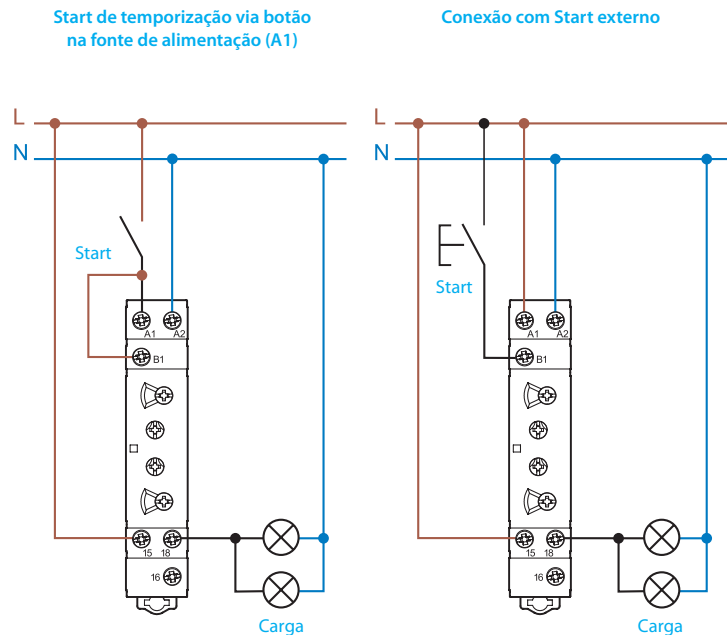 Start de temporização via botão
na fonte de alimentação (A1)
L
N
Start
A1 A2
B1
15 18
16
Carga
Conexão com Start externo
L
N
Start
A1 A2
B1
15 18
16
Carga